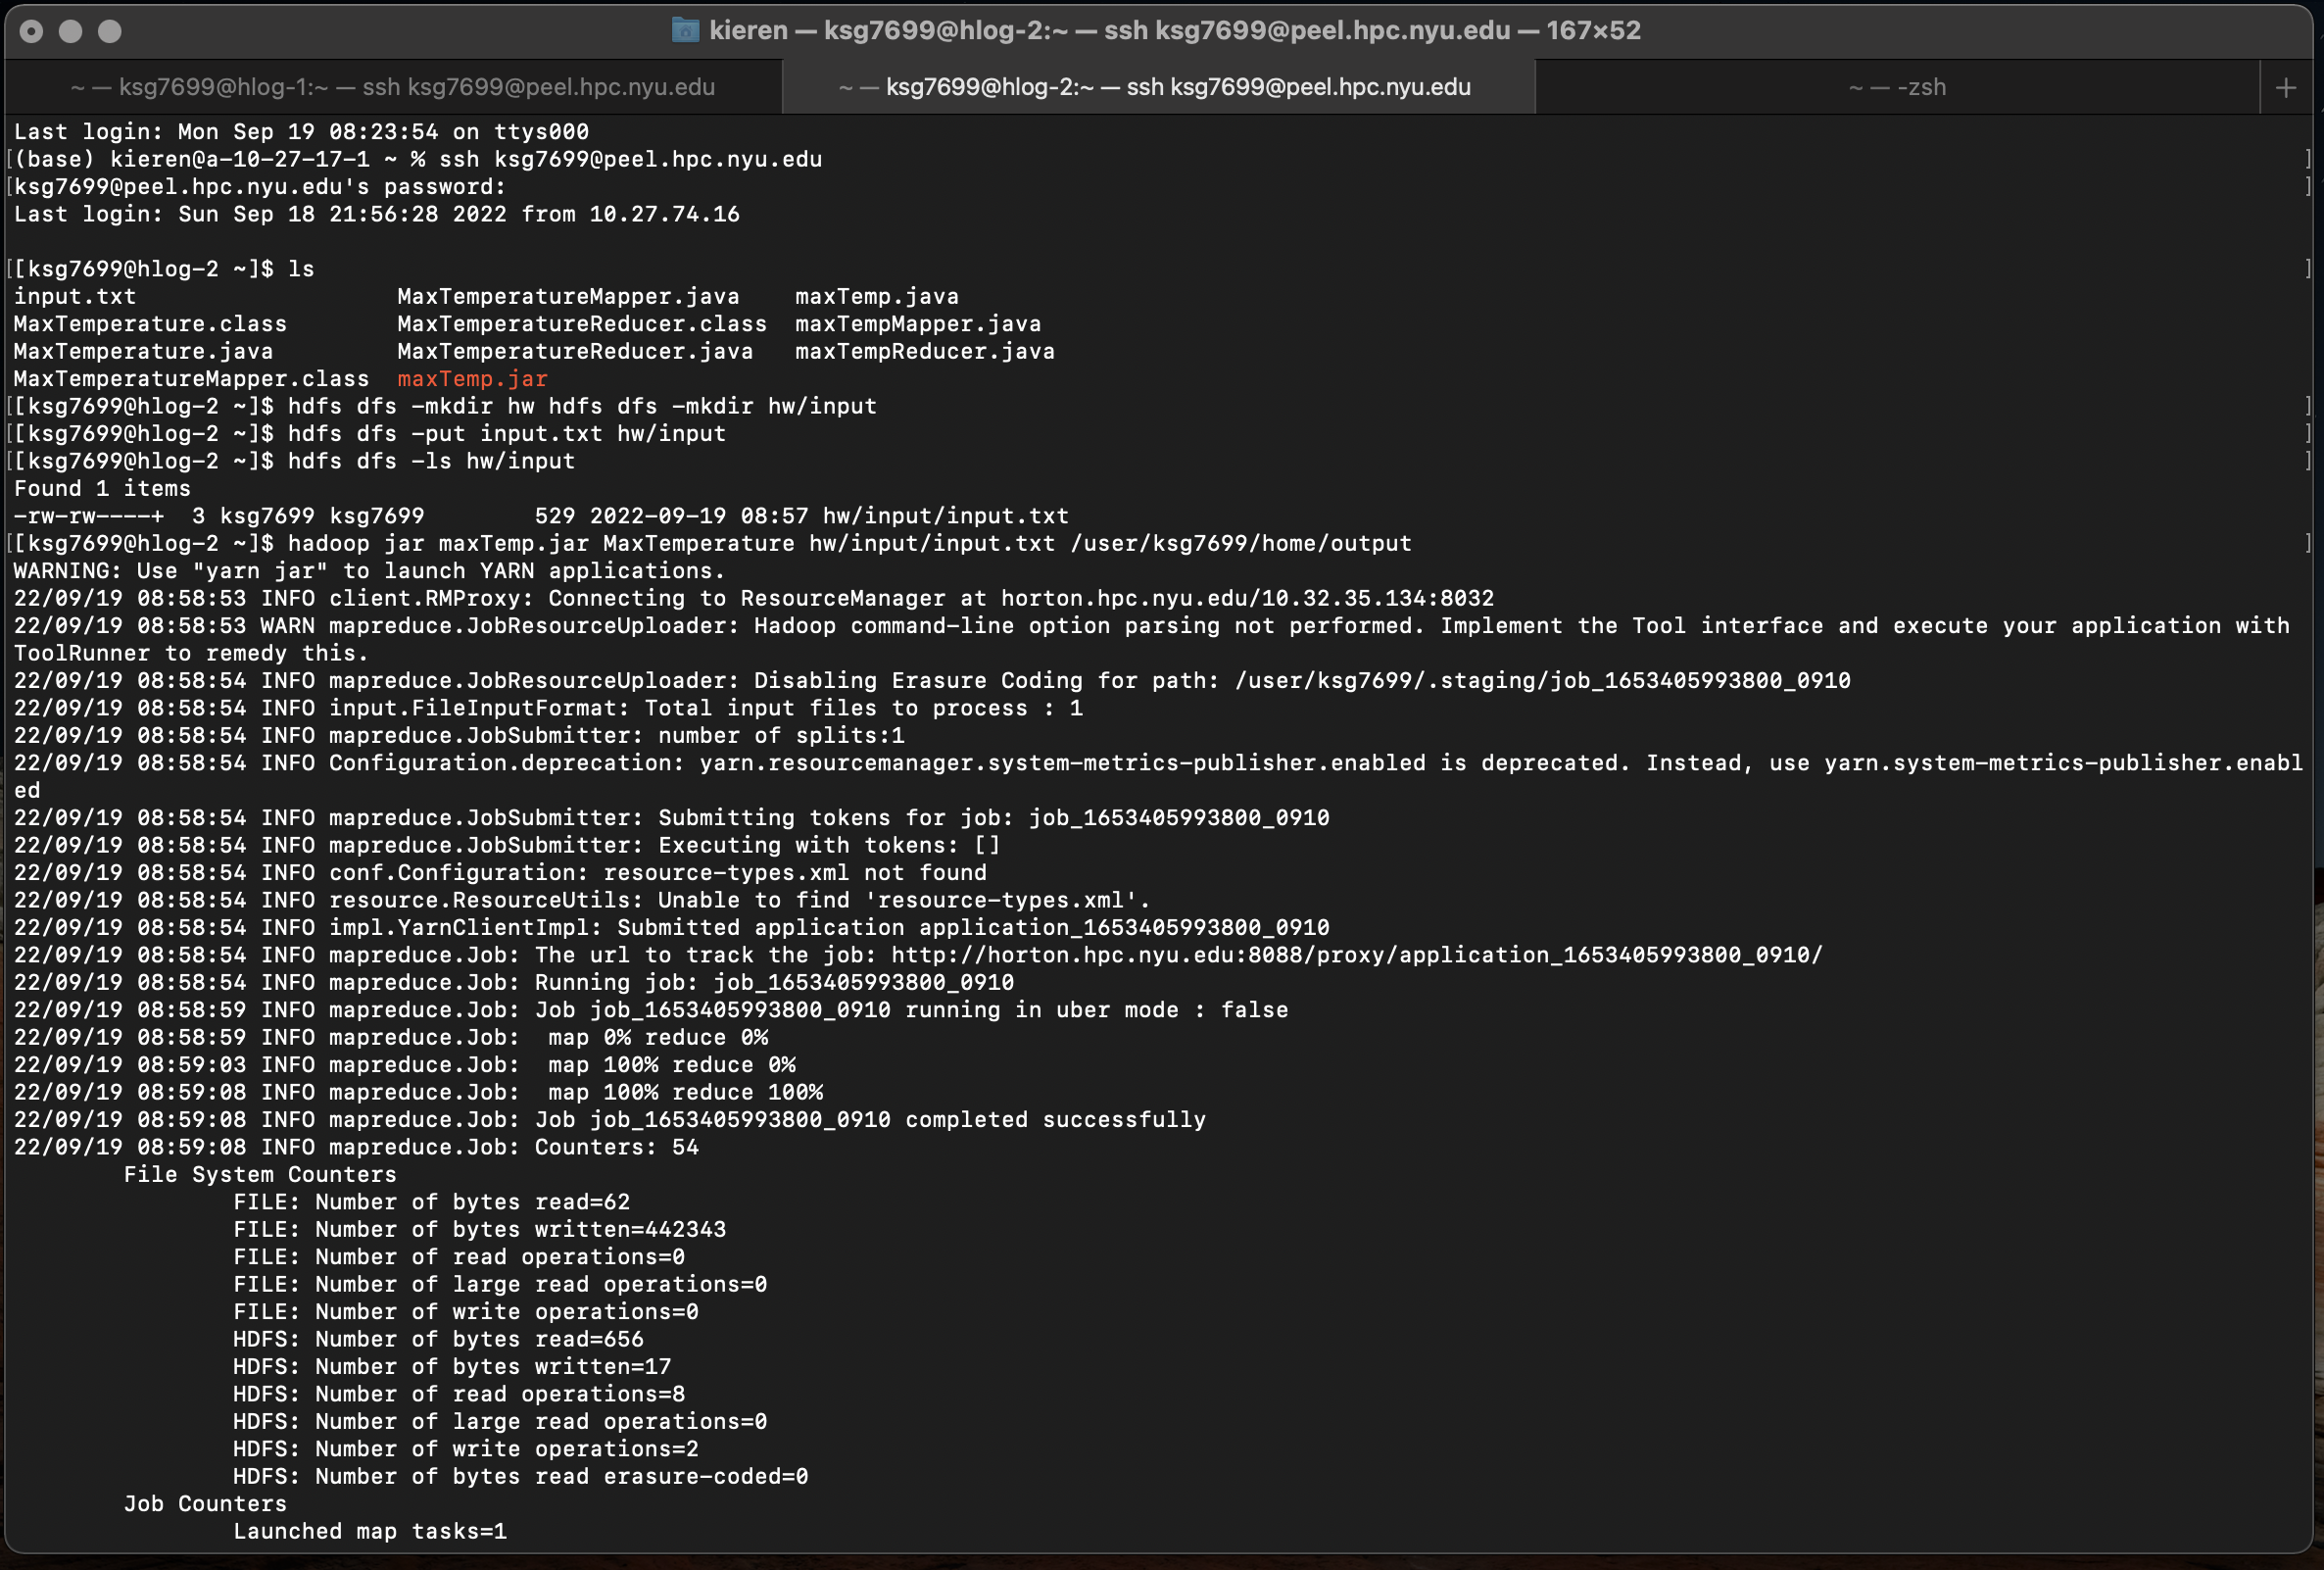 kieren — ksg7699@hlog-2:~ — ssh ksg7699@peel.hpc.nyu.edu — 167×52
~ — ksg7699@hlog-1:~ — ssh ksg7699@peel.hpc.nyu.edu ~ — ksg7699@hlog-2:~ — ssh ksg7699@peel.hpc.nyu.edu ~ — -zsh +
Last login: Mon Sep 19 08:23:54 on ttys000
[(base) kieren@a-10-27-17-1 ~ % ssh ksg7699@peel.hpc.nyu.edu ]
[ksg7699@peel.hpc.nyu.edu's password: ]
Last login: Sun Sep 18 21:56:28 2022 from 10.27.74.16
[[ksg7699@hlog-2 ~]$ ls ]
input.txt MaxTemperatureMapper.java maxTemp.java
MaxTemperature.class MaxTemperatureReducer.class maxTempMapper.java
MaxTemperature.java MaxTemperatureReducer.java maxTempReducer.java
MaxTemperatureMapper.class maxTemp.jar
[[ksg7699@hlog-2 ~]$ hdfs dfs -mkdir hw hdfs dfs -mkdir hw/input ]
[[ksg7699@hlog-2 ~]$ hdfs dfs -put input.txt hw/input ]
[[ksg7699@hlog-2 ~]$ hdfs dfs -ls hw/input ]
Found 1 items
-rw-rw----+ 3 ksg7699 ksg7699 529 2022-09-19 08:57 hw/input/input.txt
[[ksg7699@hlog-2 ~]$ hadoop jar maxTemp.jar MaxTemperature hw/input/input.txt /user/ksg7699/home/output ]
WARNING: Use "yarn jar" to launch YARN applications.
22/09/19 08:58:53 INFO client.RMProxy: Connecting to ResourceManager at horton.hpc.nyu.edu/10.32.35.134:8032
22/09/19 08:58:53 WARN mapreduce.JobResourceUploader: Hadoop command-line option parsing not performed. Implement the Tool interface and execute your application with
ToolRunner to remedy this.
22/09/19 08:58:54 INFO mapreduce.JobResourceUploader: Disabling Erasure Coding for path: /user/ksg7699/.staging/job_1653405993800_0910
22/09/19 08:58:54 INFO input.FileInputFormat: Total input files to process : 1
22/09/19 08:58:54 INFO mapreduce.JobSubmitter: number of splits:1
22/09/19 08:58:54 INFO Configuration.deprecation: yarn.resourcemanager.system-metrics-publisher.enabled is deprecated. Instead, use yarn.system-metrics-publisher.enabl
ed
22/09/19 08:58:54 INFO mapreduce.JobSubmitter: Submitting tokens for job: job_1653405993800_0910
22/09/19 08:58:54 INFO mapreduce.JobSubmitter: Executing with tokens: []
22/09/19 08:58:54 INFO conf.Configuration: resource-types.xml not found
22/09/19 08:58:54 INFO resource.ResourceUtils: Unable to find 'resource-types.xml'.
22/09/19 08:58:54 INFO impl.YarnClientImpl: Submitted application application_1653405993800_0910
22/09/19 08:58:54 INFO mapreduce.Job: The url to track the job: http://horton.hpc.nyu.edu:8088/proxy/application_1653405993800_0910/
22/09/19 08:58:54 INFO mapreduce.Job: Running job: job_1653405993800_0910
22/09/19 08:58:59 INFO mapreduce.Job: Job job_1653405993800_0910 running in uber mode : false
22/09/19 08:58:59 INFO mapreduce.Job:  map 0% reduce 0%
22/09/19 08:59:03 INFO mapreduce.Job:  map 100% reduce 0%
22/09/19 08:59:08 INFO mapreduce.Job:  map 100% reduce 100%
22/09/19 08:59:08 INFO mapreduce.Job: Job job_1653405993800_0910 completed successfully
22/09/19 08:59:08 INFO mapreduce.Job: Counters: 54
File System Counters
FILE: Number of bytes read=62
FILE: Number of bytes written=442343
FILE: Number of read operations=0
FILE: Number of large read operations=0
FILE: Number of write operations=0
HDFS: Number of bytes read=656
HDFS: Number of bytes written=17
HDFS: Number of read operations=8
HDFS: Number of large read operations=0
HDFS: Number of write operations=2
HDFS: Number of bytes read erasure-coded=0
Job Counters
Launched map tasks=1